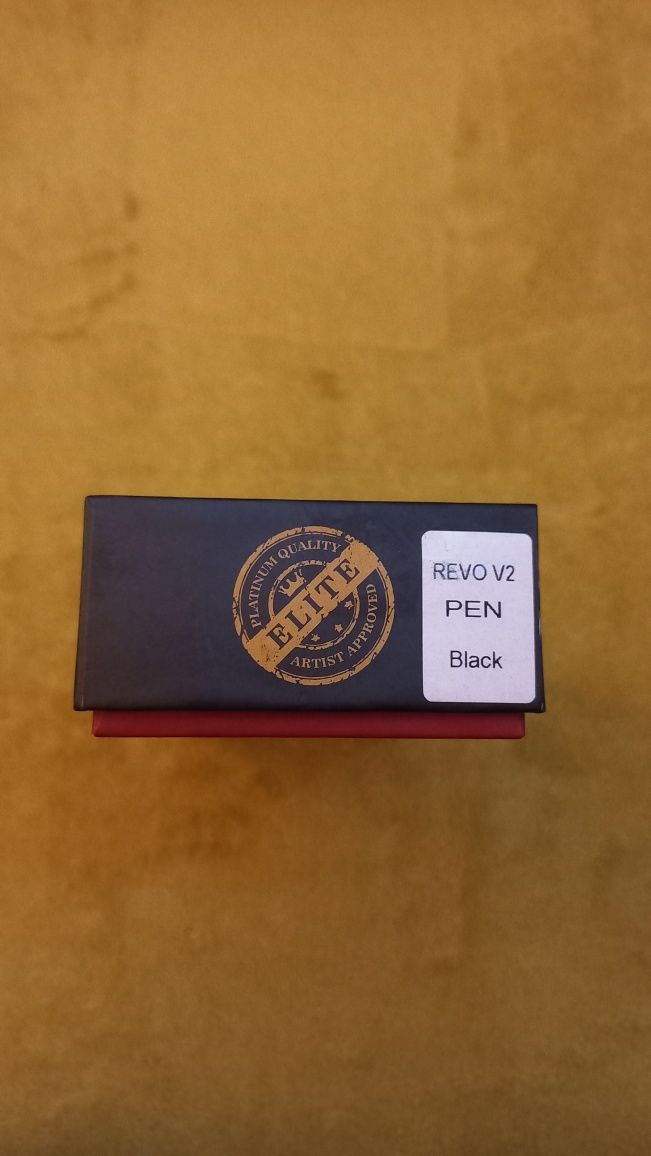 PLATINUM QUALITY
ELITE
ARTIST APPROVED
REVO V2
PEN
Black